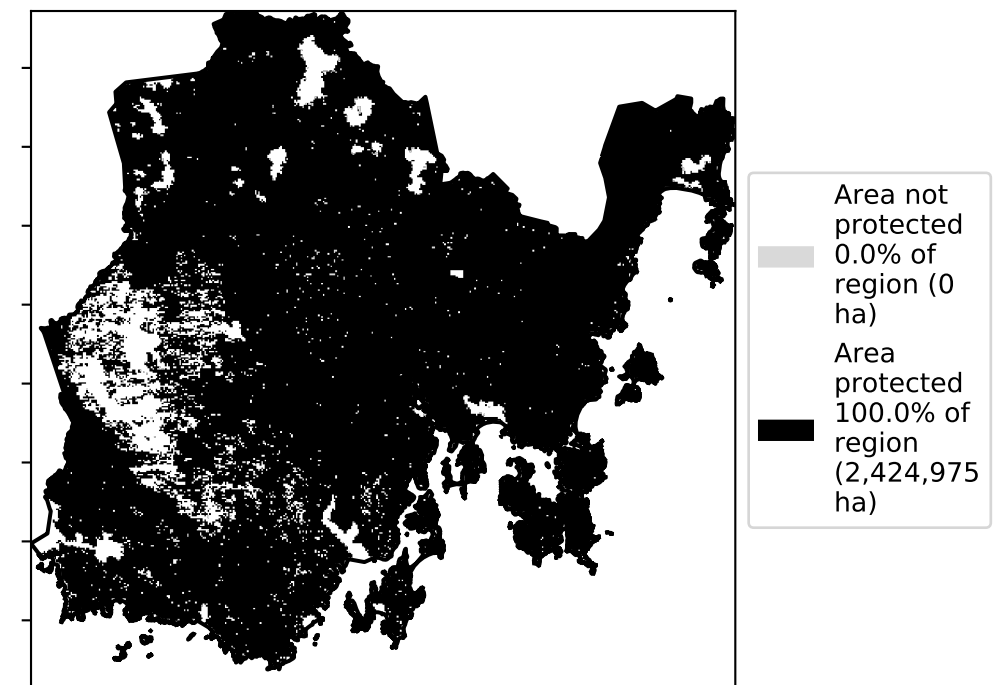 Area not
protected
0.0% of
region (0
ha)
Area
protected
100.0% of
region
(2,424,975
ha)